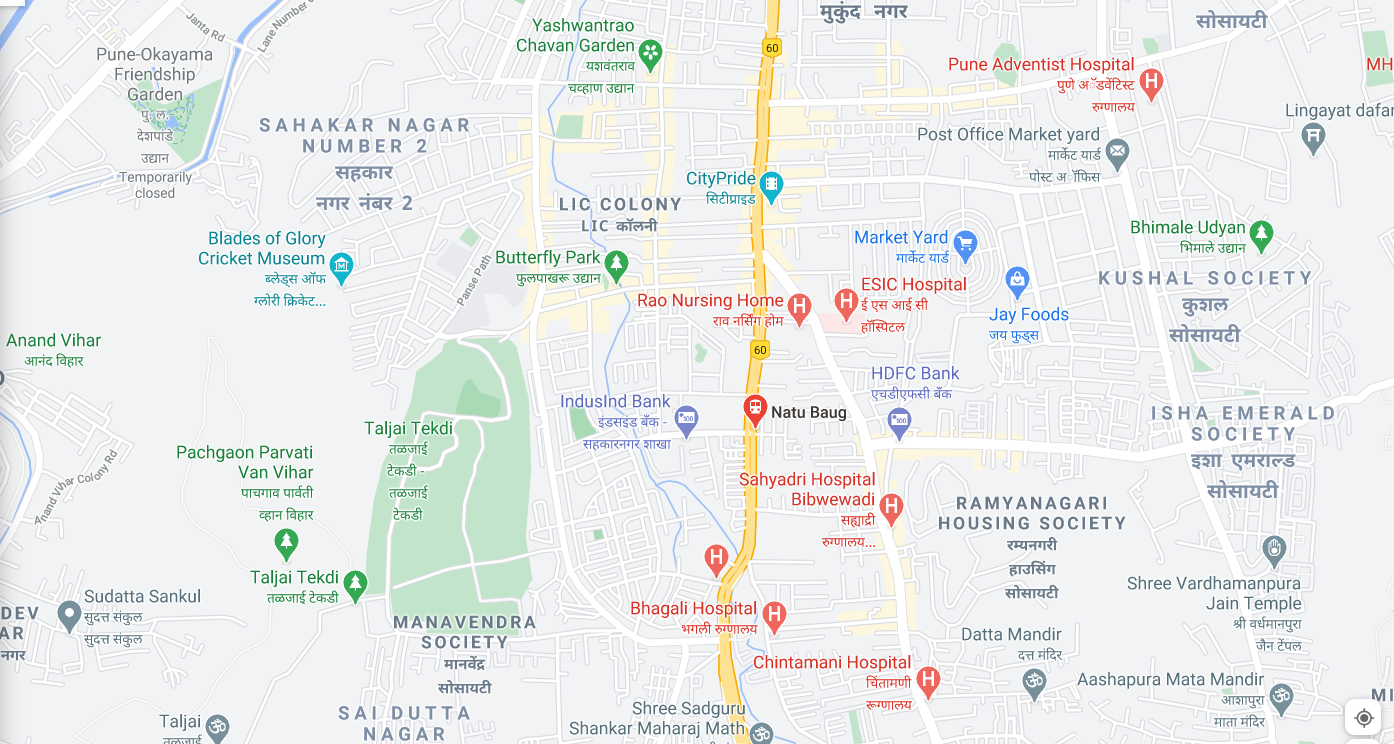 मुकुंद नगर
सोसायटी
Janta Rd
Lane Number
Yashwantrao
Chavan Garden
यशवंतराव
चव्हाण उद्यान
60
Pune-Okayama
Friendship
Garden
पु. ल.
देशपांडे
उद्यान
Temporarily
closed
Pune Adventist Hospital
पुणे अॅडवेंटिस्ट
रुग्णालय
MH
Lingayat dafan
SAHAKAR NAGAR
NUMBER 2
सहकार
नगर नंबर 2
Post Office Market yard
मार्केट यार्ड
पोस्ट ऑफिस
CityPride
सिटीप्राइड
LIC COLONY
LIC कॉलनी
Blades of Glory
Cricket Museum
ब्लेड्स ऑफ
ग्लोरी क्रिकेट...
Panse Path
Butterfly Park
फुलपाखरू उद्यान
Market Yard
मार्केट यार्ड
Bhimale Udyan
भिमाले उद्यान
KUSHAL SOCIETY
कुशल
सोसायटी
Rao Nursing Home
राव नर्सिंग होम
ESIC Hospital
ई एस आई सी
हॉस्पिटल
Jay Foods
जय फुड्स
Anand Vihar
आनंद विहार
60
HDFC Bank
एचडीएफसी बैंक
IndusInd Bank
इंडसइंड बैंक -
सहकारनगर शाखा
Natu Baug
ISHA EMERALD
SOCIETY
इशा एमराल्ड
सोसायटी
Taljai Tekdi
तळजाई
टेकडी -
तळजाई
टेकडी
Pachgaon Parvati
Van Vihar
पाचगाव पार्वती
व्हान विहार
Anand Vihar Colony Rd
Sahyadri Hospital
Bibwewadi
सह्याद्री
रुग्णालय...
RAMYANAGARI
HOUSING SOCIETY
रम्यनगरी
हाउसिंग
सोसायटी
Taljai Tekdi
तळजाई टेकडी
Shree Vardhamanpura
Jain Temple
श्री वर्धमानपुरा
जैन टेंपल
DEV
AR
नगर
Sudatta Sankul
सुदत्त संकुल
सुदत्त संकुल
Bhagali Hospital
भगली रुग्णालय
MANAVENDRA
SOCIETY
मानवेंद्र
सोसायटी
Datta Mandir
दत्त मंदिर
Chintamani Hospital
चिंतामणी
रूग्णालय
Aashapura Mata Mandir
आशापुरा
माता मंदिर
MI
SAI DUTTA
NAGAR
Taljai
तळजाई
Shree Sadguru
Shankar Maharaj Math